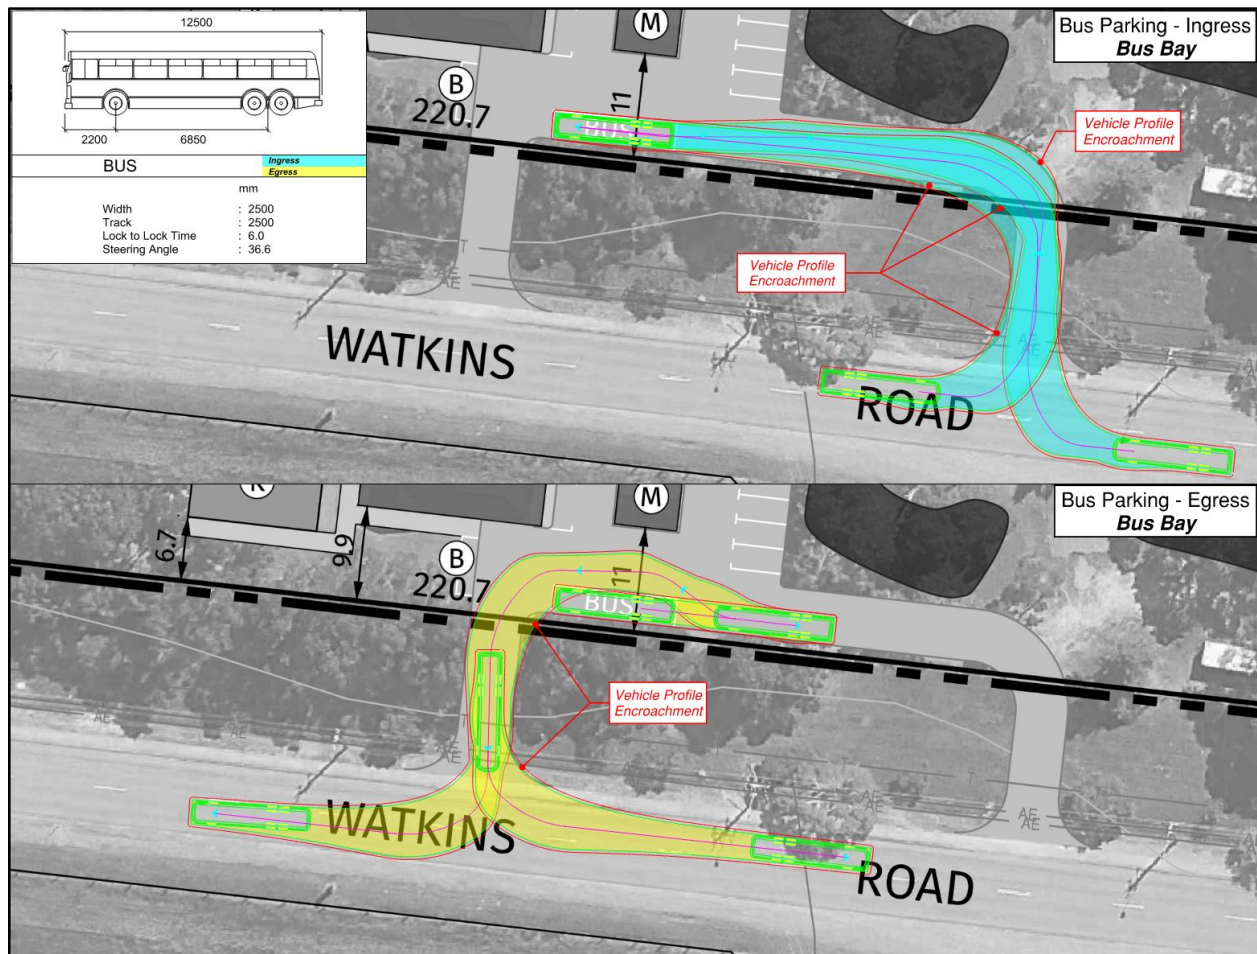 12500
2200
6850
BUS
Ingress
Egress
mm
Width : 2500
Track : 2500
Lock to Lock Time : 6.0
Steering Angle : 36.6
Bus Parking - Ingress
Bus Bay
M
B
220.7
11
BUS
Vehicle Profile
Encroachment
Vehicle Profile
Encroachment
T
AE
AE
T
AE
AE
AE
WATKINS
ROAD
Bus Parking - Egress
Bus Bay
K
M
6.7
9.9
B
220.7
11
BUS
Vehicle Profile
Encroachment
AE
T
AE
AE
T
AE
AE
WATKINS
ROAD